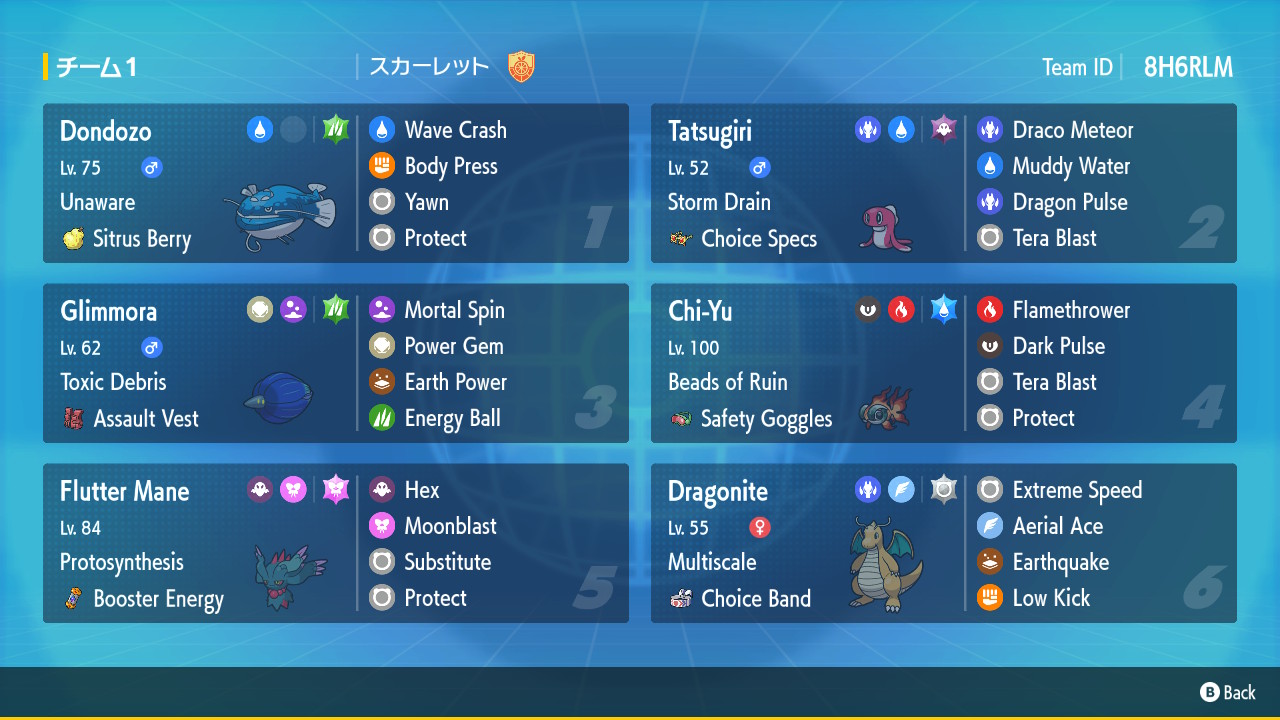 チーム1 スカーレット Team ID 8H6RLM
Dondozo
Lv. 75
Unaware
Sitrus Berry
Wave Crash
Body Press
Yawn
Protect
1
Tatsugiri
Lv. 52
Storm Drain
Choice Specs
Draco Meteor
Muddy Water
Dragon Pulse
Tera Blast
2
Glimmora
Lv. 62
Toxic Debris
Assault Vest
Mortal Spin
Power Gem
Earth Power
Energy Ball
3
Chi-Yu
Lv. 100
Beads of Ruin
Safety Goggles
Flamethrower
Dark Pulse
Tera Blast
Protect
4
Flutter Mane
Lv. 84
Protosynthesis
Booster Energy
Hex
Moonblast
Substitute
Protect
5
Dragonite
Lv. 55
Multiscale
Choice Band
Extreme Speed
Aerial Ace
Earthquake
Low Kick
6
B Back